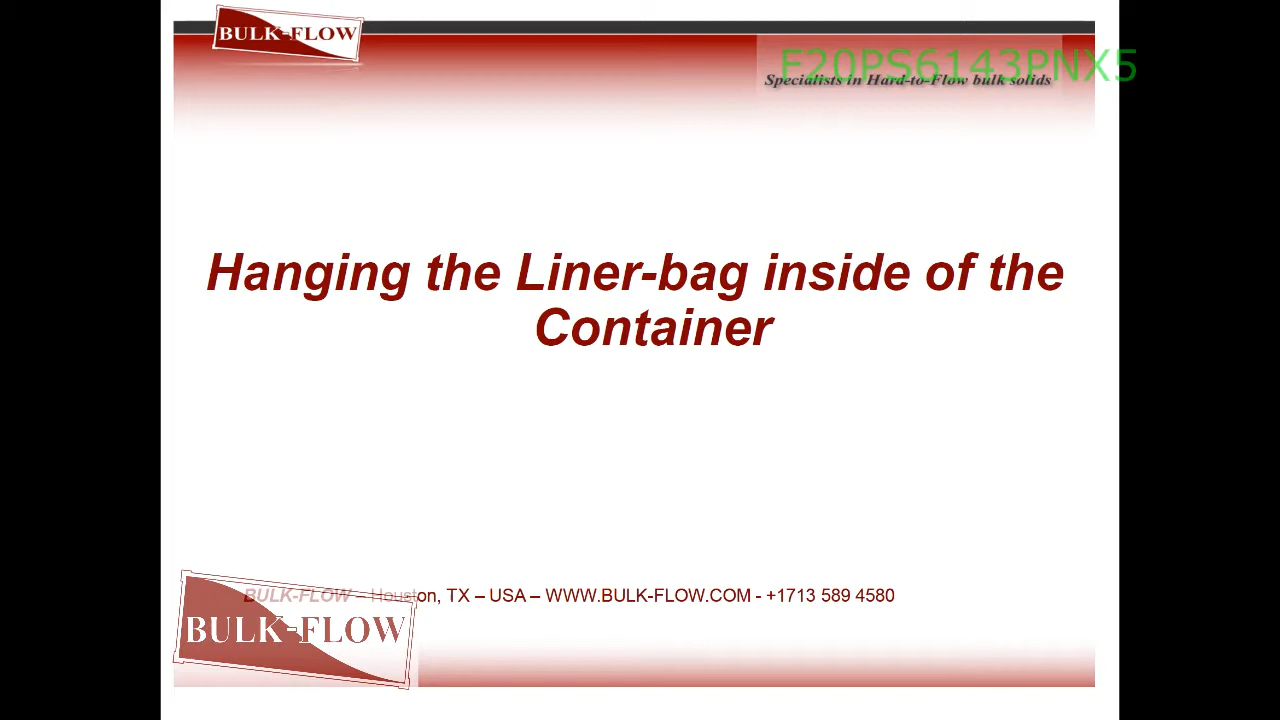 BULK-FLOW
F20PS6143PNX5
Specialists in Hard-to-Flow bulk solids
Hanging the Liner-bag inside of the
Container
BULK-FLOW – Houston, TX – USA – WWW.BULK-FLOW.COM - +1713 589 4580
BULK-FLOW